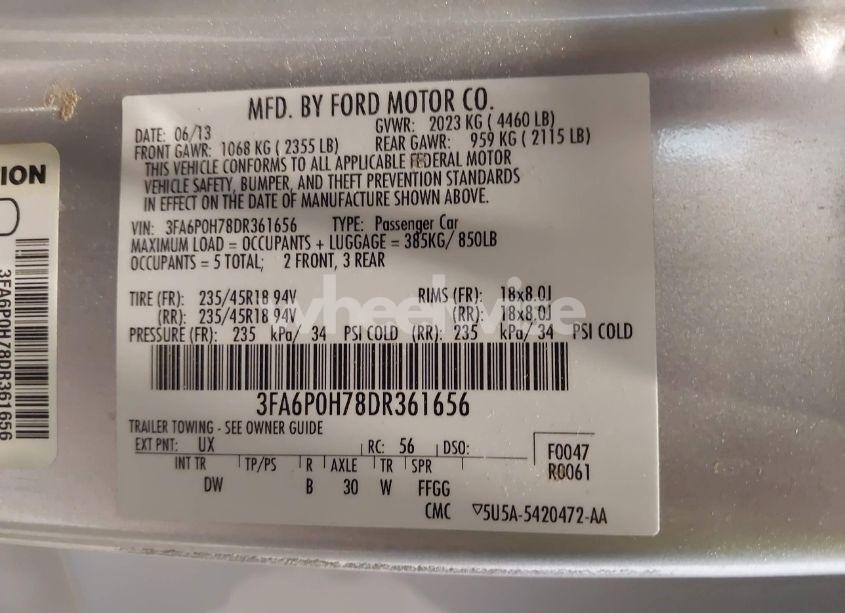 MFD. BY FORD MOTOR CO.
DATE: 06/13 GVWR: 2023 KG ( 4460 LB)
FRONT GAWR: 1068 KG ( 2355 LB) REAR GAWR: 959 KG ( 2115 LB)
THIS VEHICLE CONFORMS TO ALL APPLICABLE FEDERAL MOTOR
VEHICLE SAFETY, BUMPER, AND THEFT PREVENTION STANDARDS
IN EFFECT ON THE DATE OF MANUFACTURE SHOWN ABOVE.
VIN: 3FA6P0H78DR361656 TYPE: Passenger Car
MAXIMUM LOAD = OCCUPANTS + LUGGAGE = 385KG/ 850LB
OCCUPANTS = 5 TOTAL; 2 FRONT, 3 REAR
TIRE (FR): 235/45R18 94V RIMS (FR): 18x8.0J
(RR): 235/45R18 94V (RR): 18x8.0J
PRESSURE (FR): 235 kPa/ 34 PSI COLD (RR): 235 kPa/ 34 PSI COLD
3FA6P0H78DR361656
TRAILER TOWING - SEE OWNER GUIDE
EXT PNT: UX RC: 56 DSO: F0047
R0061
INT TR TP/PS R AXLE TR SPR
DW B 30 W FFGG
CMC ▽5U5A-5420472-AA
ION
3FA6P0H78DR361656
wheelwise